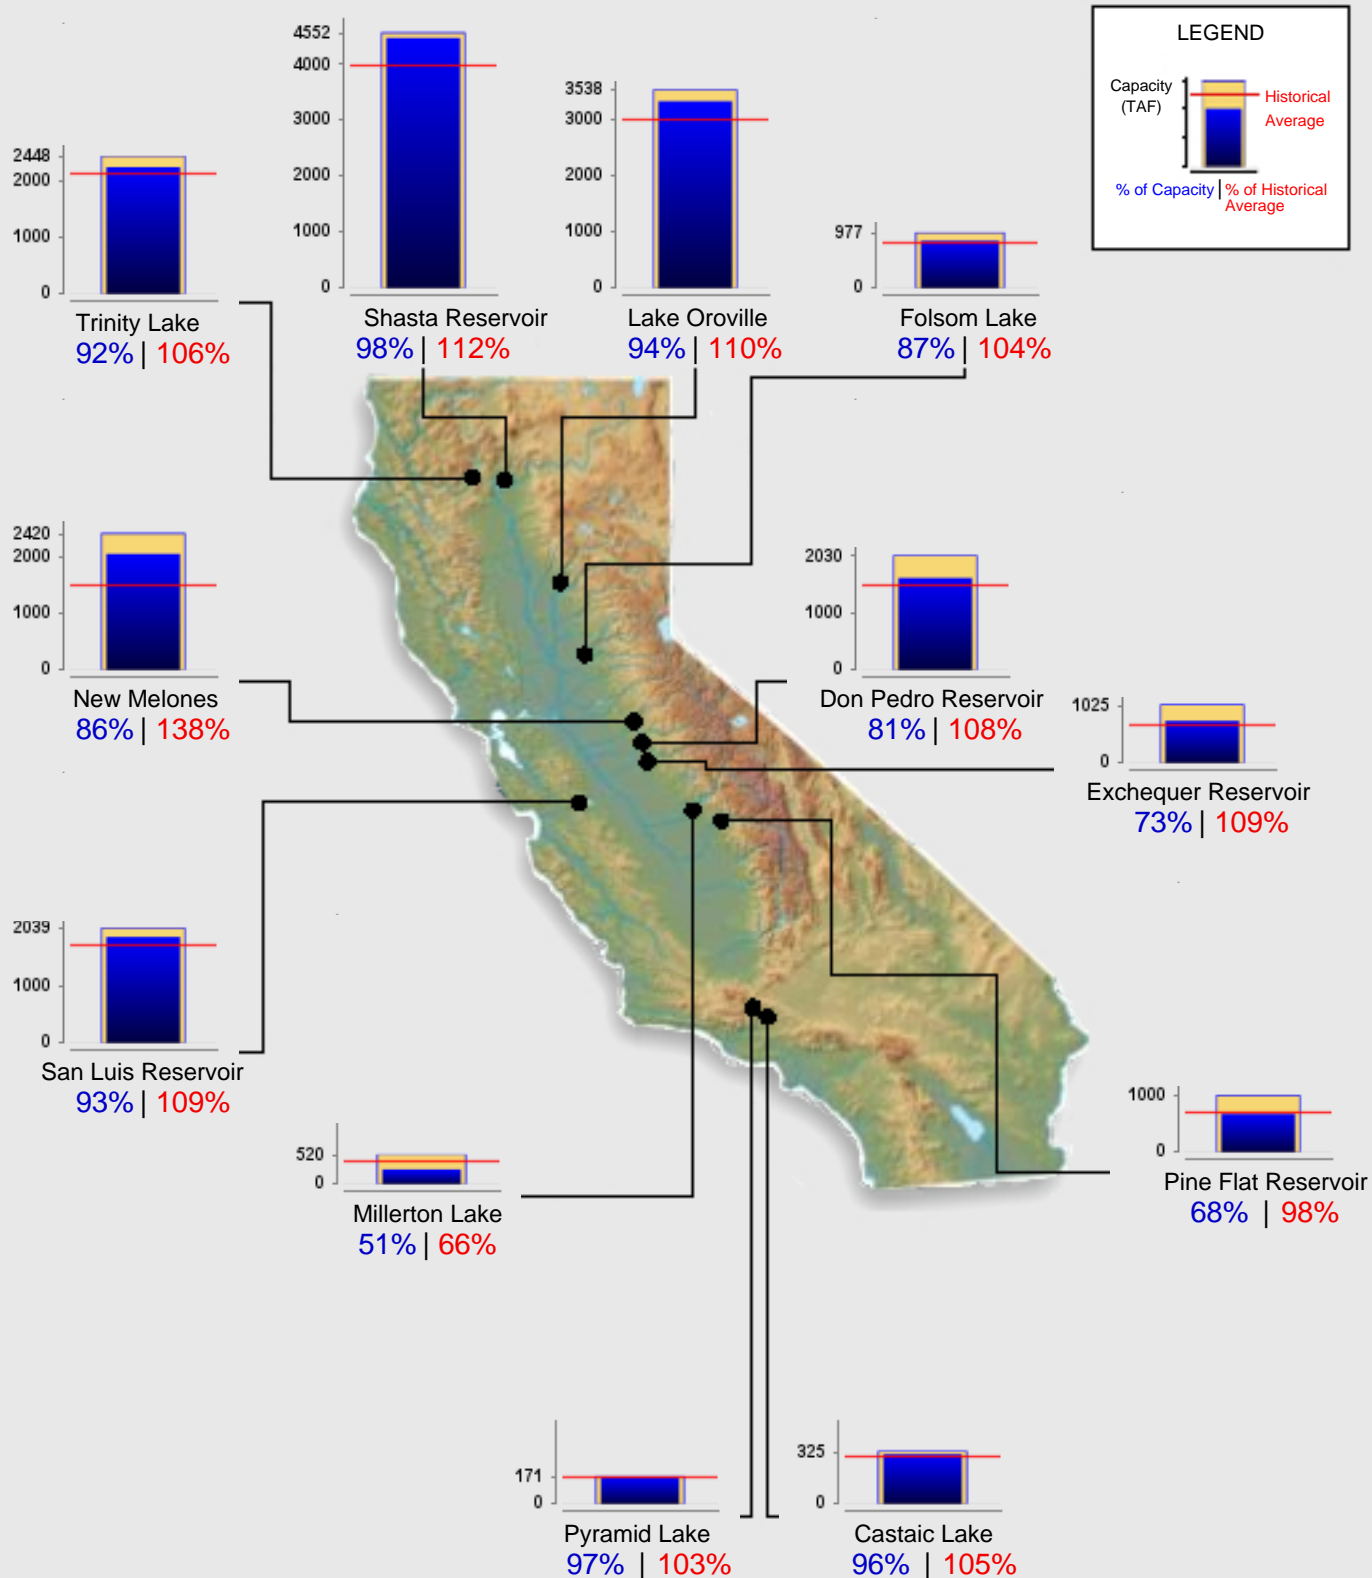 LEGEND
Capacity
(TAF)
Historical
Average
% of Capacity | % of Historical
Average
2448
2000
1000
0
Trinity Lake
92% | 106%
4552
4000
3000
2000
1000
0
Shasta Reservoir
98% | 112%
3538
3000
2000
1000
0
Lake Oroville
94% | 110%
977
0
Folsom Lake
87% | 104%
2420
2000
1000
0
New Melones
86% | 138%
2030
1000
0
Don Pedro Reservoir
81% | 108%
1025
0
Exchequer Reservoir
73% | 109%
2039
1000
0
San Luis Reservoir
93% | 109%
520
0
Millerton Lake
51% | 66%
1000
0
Pine Flat Reservoir
68% | 98%
171
0
Pyramid Lake
97% | 103%
325
0
Castaic Lake
96% | 105%